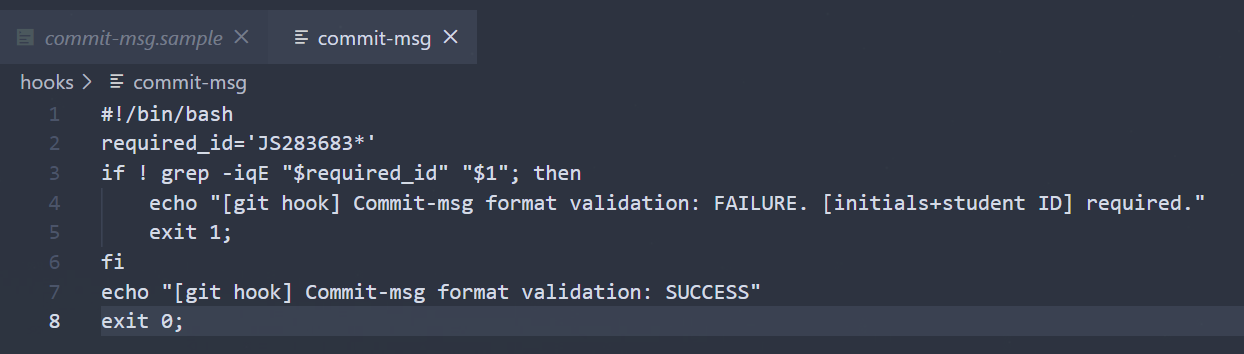 commit-msg.sample commit-msg
hooks > commit-msg
1 #!/bin/bash
2 required_id='JS283683*'
3 if ! grep -iqE "$required_id" "$1"; then
4     echo "[git hook] Commit-msg format validation: FAILURE. [initials+student ID] required."
5     exit 1;
6 fi
7 echo "[git hook] Commit-msg format validation: SUCCESS"
8 exit 0;